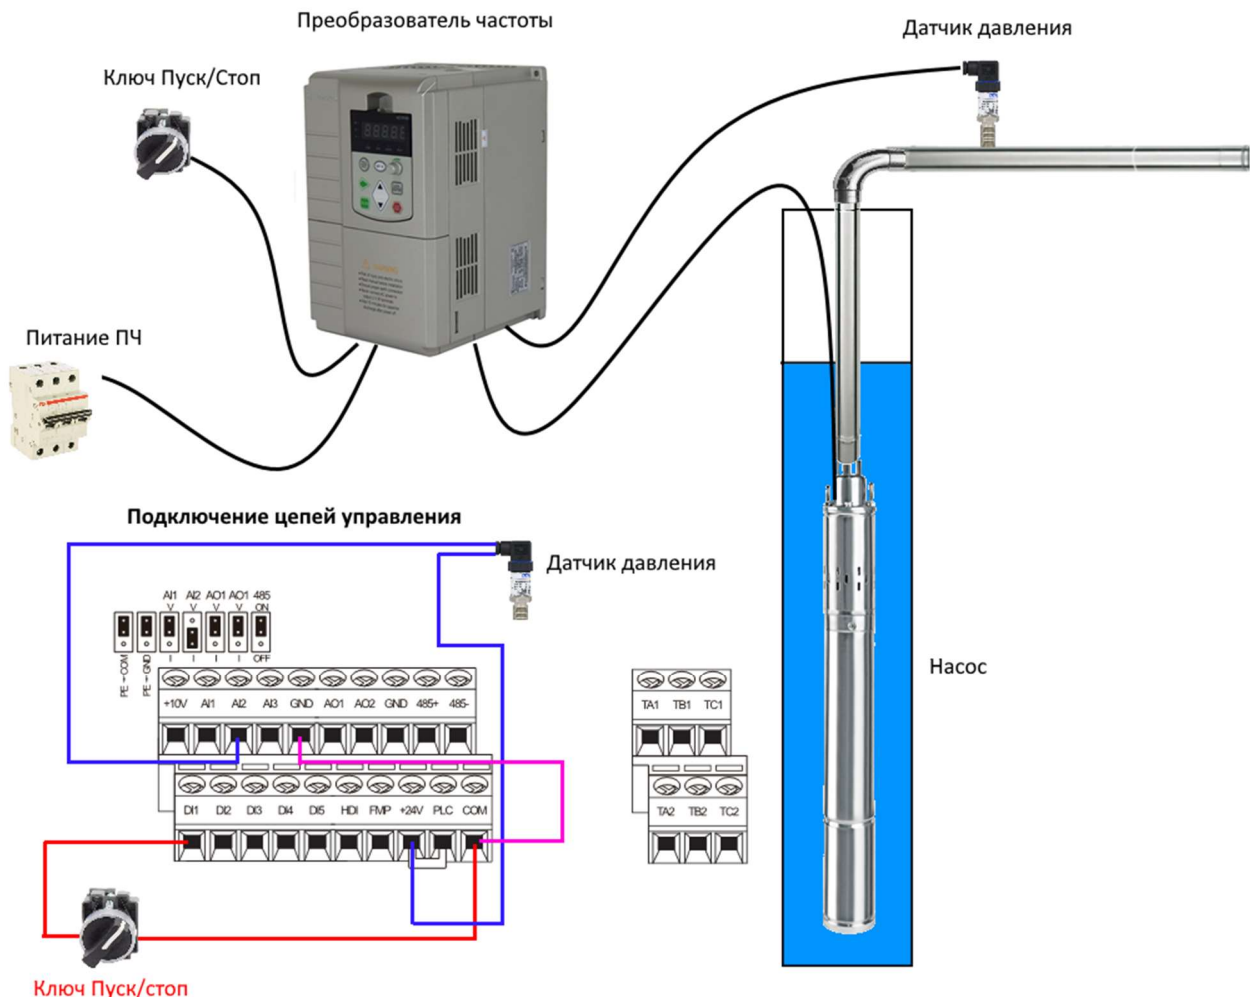 Преобразователь частоты
Датчик давления
Ключ Пуск/Стоп
Питание ПЧ
Подключение цепей управления
Датчик давления
Насос
AI1 AI2 AO1 AO1 485
V V V V ON
I I I I OFF
PE↔COM
PE↔GND
+10V AI1 AI2 AI3 GND AO1 AO2 GND 485+ 485-
DI1 DI2 DI3 DI4 DI5 HDI FMP +24V PLC COM
TA1 TB1 TC1
TA2 TB2 TC2
Ключ Пуск/стоп